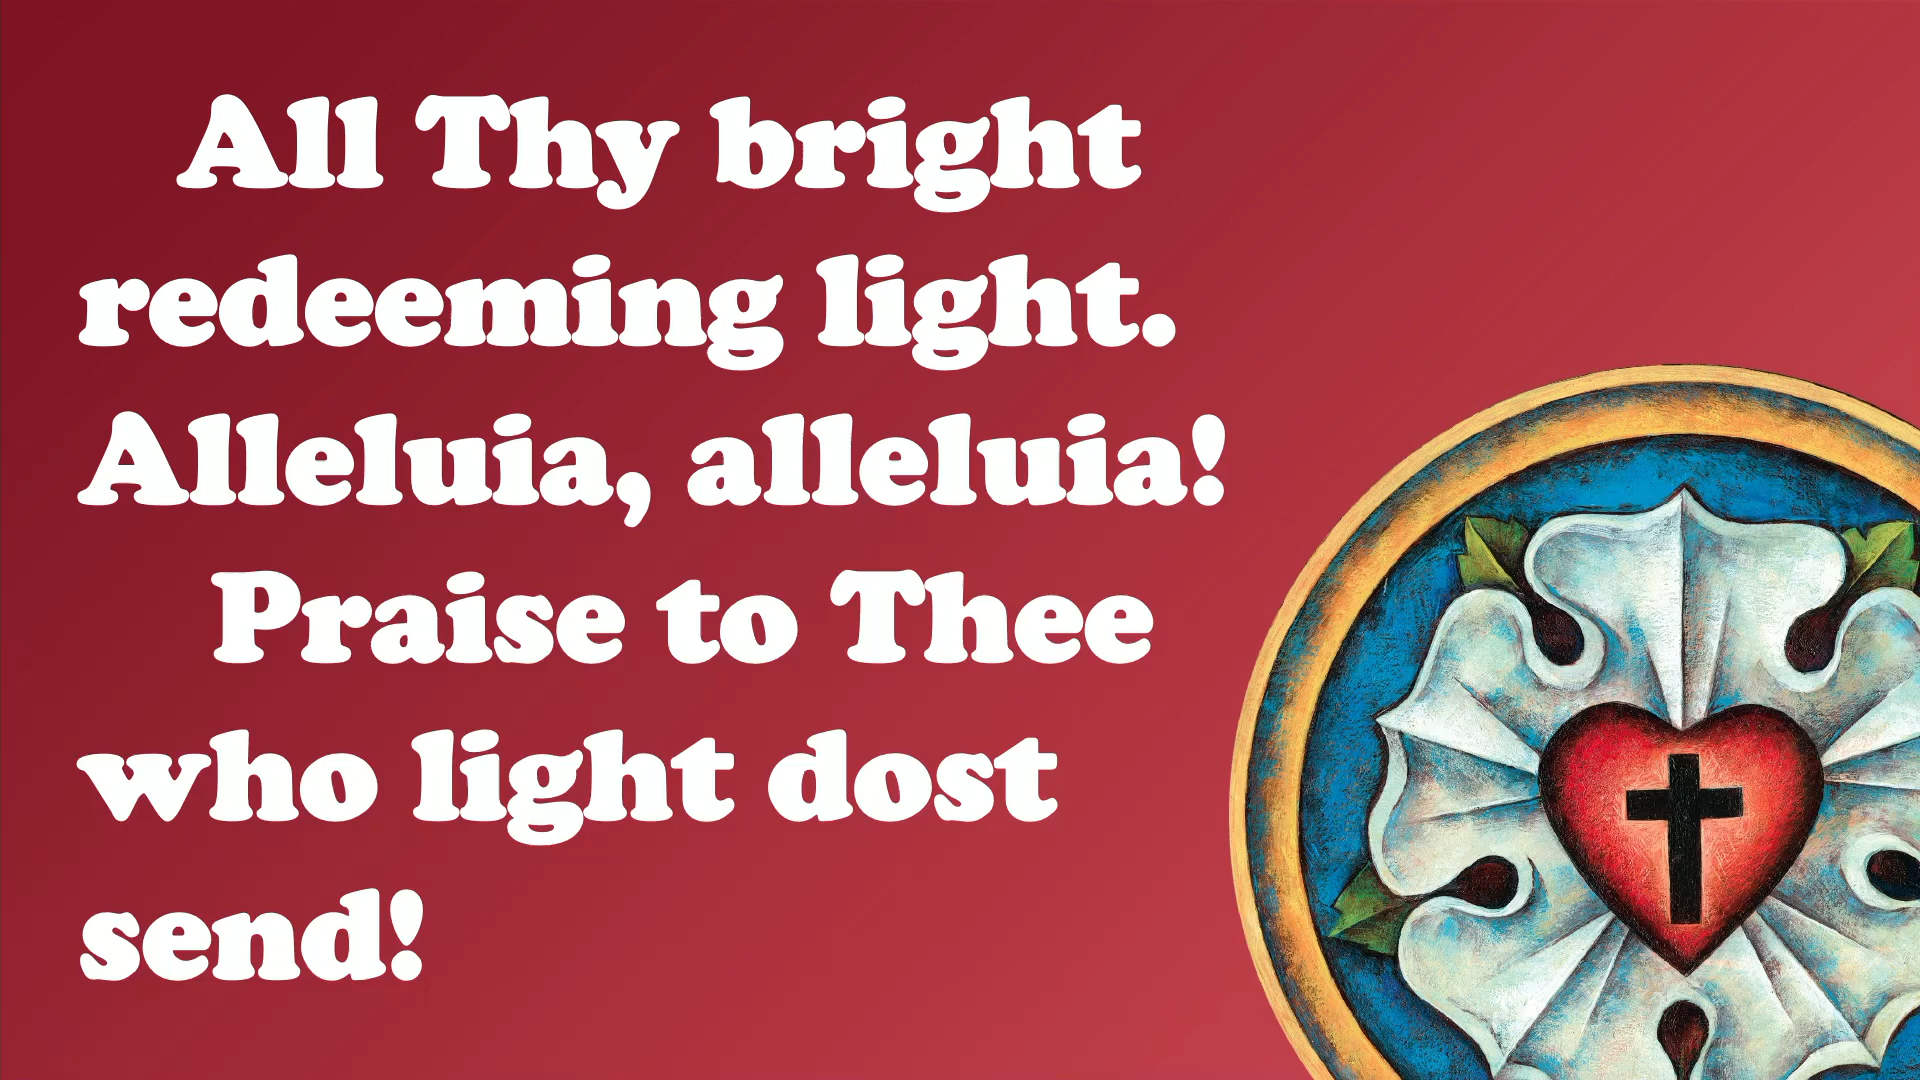 All Thy bright
redeeming light.
Alleluia, alleluia!
Praise to Thee
who light dost
send!